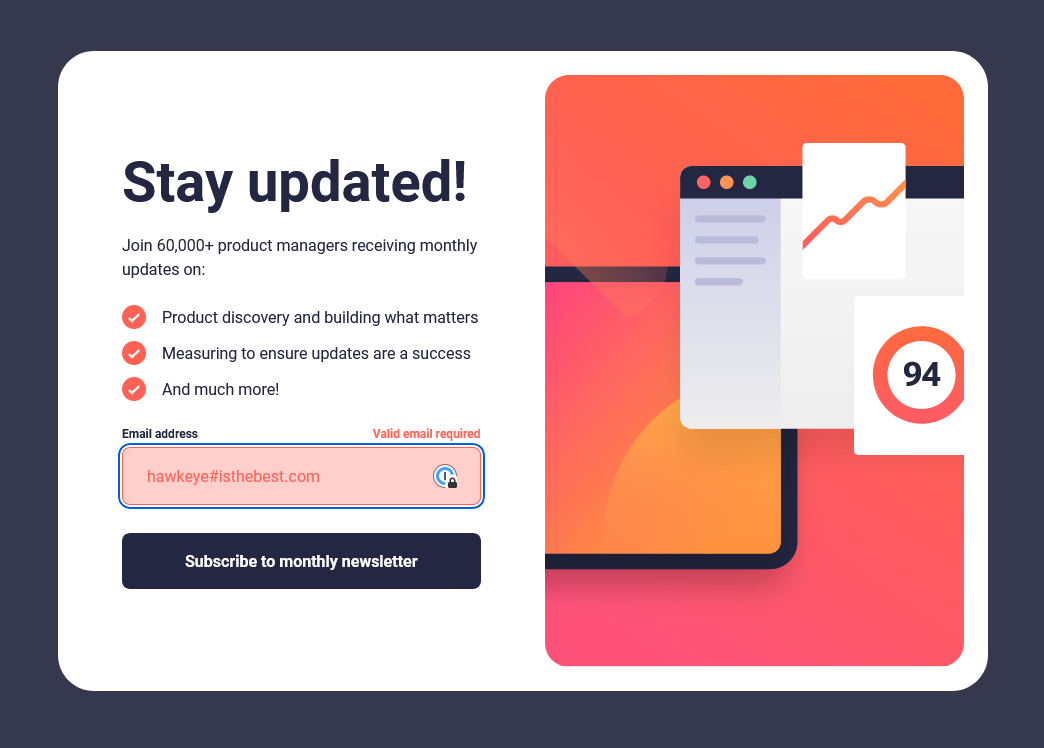 Stay updated!
Join 60,000+ product managers receiving monthly
updates on:
Product discovery and building what matters
Measuring to ensure updates are a success
And much more!
Email address
Valid email required
hawkeye#isthebest.com
Subscribe to monthly newsletter
94